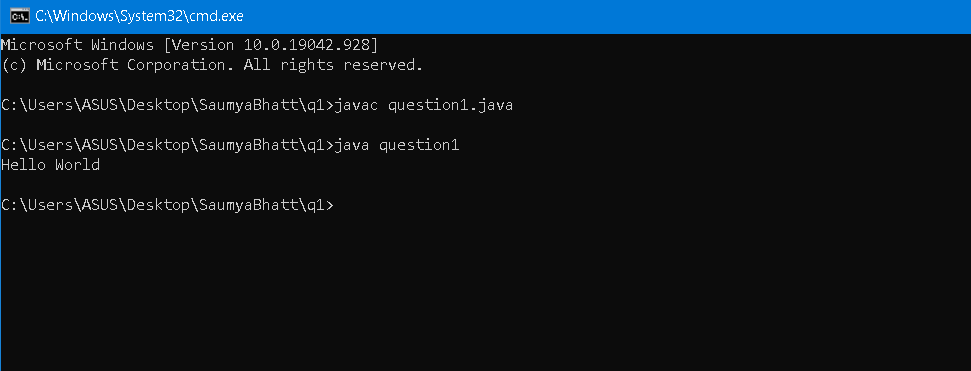 C:\Windows\System32\cmd.exe
Microsoft Windows [Version 10.0.19042.928]
(c) Microsoft Corporation. All rights reserved.
C:\Users\ASUS\Desktop\SaumyaBhatt\q1>javac question1.java
C:\Users\ASUS\Desktop\SaumyaBhatt\q1>java question1
Hello World
C:\Users\ASUS\Desktop\SaumyaBhatt\q1>